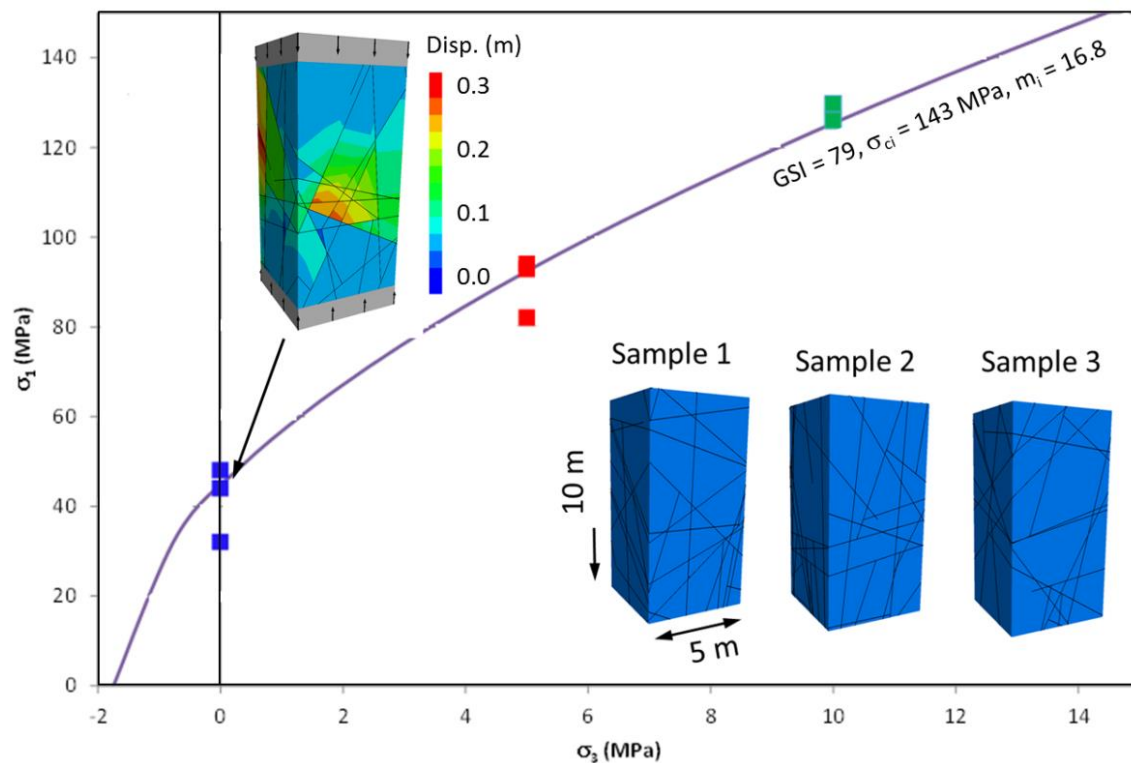 Disp. (m)
0.3
0.2
0.1
0.0
GSI = 79, σci = 143 MPa, mi = 16.8
Sample 1
Sample 2
Sample 3
10 m
5 m
σ1 (MPa)
140
120
100
80
60
40
20
0
-2
0
2
4
6
8
10
12
14
σ3 (MPa)